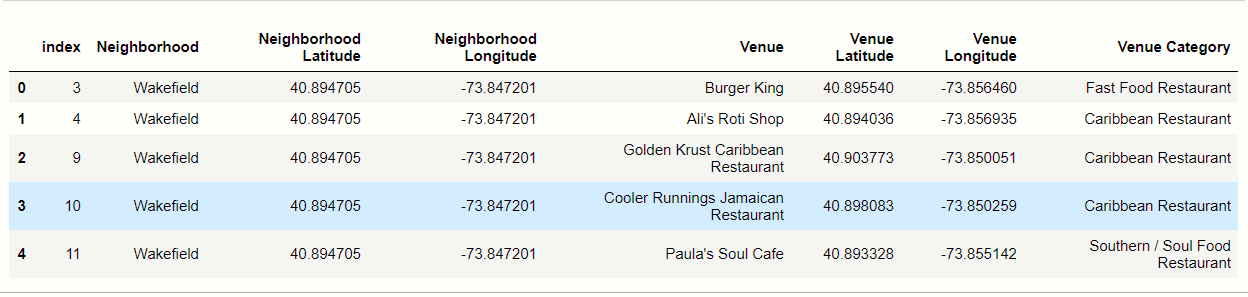 index Neighborhood Neighborhood Latitude Neighborhood Longitude Venue Venue Latitude Venue Longitude Venue Category
0 3 Wakefield 40.894705 -73.847201 Burger King 40.895540 -73.856460 Fast Food Restaurant
1 4 Wakefield 40.894705 -73.847201 Ali's Roti Shop 40.894036 -73.856935 Caribbean Restaurant
2 9 Wakefield 40.894705 -73.847201 Golden Krust Caribbean Restaurant 40.903773 -73.850051 Caribbean Restaurant
3 10 Wakefield 40.894705 -73.847201 Cooler Runnings Jamaican Restaurant 40.898083 -73.850259 Caribbean Restaurant
4 11 Wakefield 40.894705 -73.847201 Paula's Soul Cafe 40.893328 -73.855142 Southern / Soul Food Restaurant